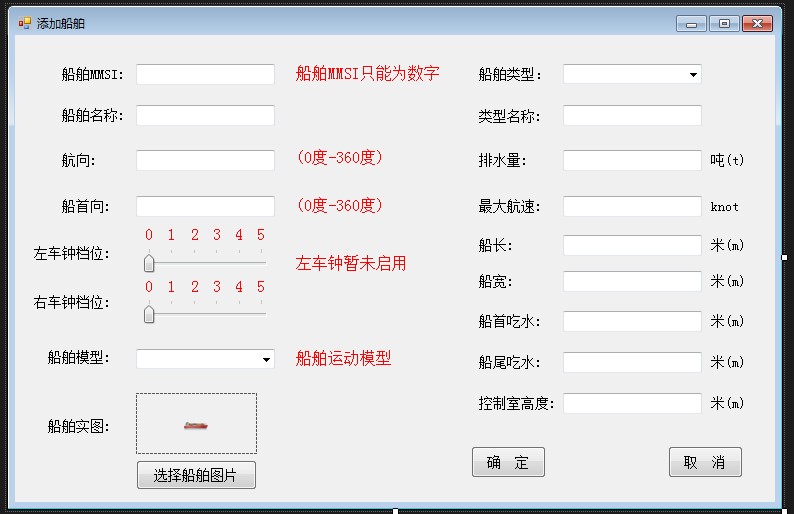 添加船舶
船舶MMSI: 船舶MMSI只能为数字 船舶类型:
船舶名称: 类型名称:
航向: (0度-360度) 排水量: 吨(t)
船首向: (0度-360度) 最大航速: knot
0 1 2 3 4 5
左车钟档位: 左车钟暂未启用 船长: 米(m)
0 1 2 3 4 5 船宽: 米(m)
右车钟档位: 船首吃水: 米(m)
船舶模型: 船舶运动模型 船尾吃水: 米(m)
控制室高度: 米(m)
船舶实图:
选择船舶图片 确 定 取 消